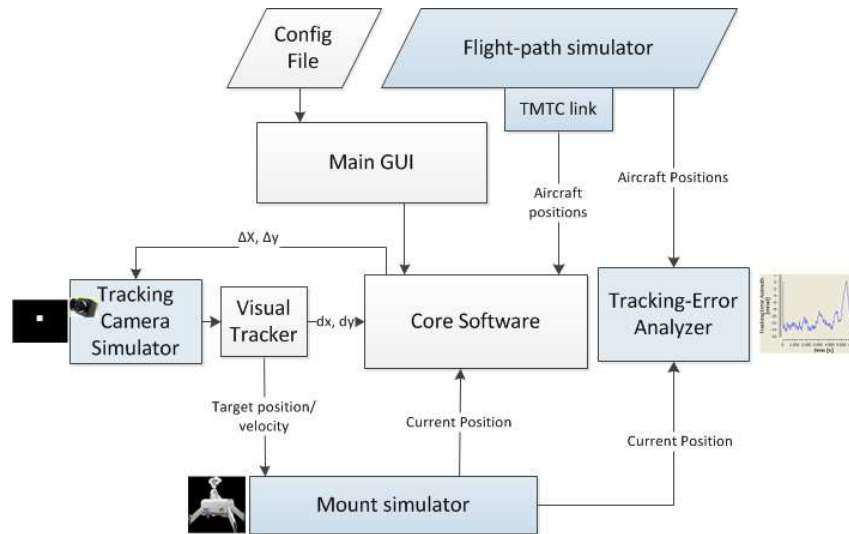 Config
File
Flight-path simulator
TMTC link
Main GUI
Aircraft
positions
Aircraft Positions
ΔX, Δy
Tracking
Camera
Simulator
Visual
Tracker
dx, dy
Core Software
Tracking-Error
Analyzer
Target position/
velocity
Current Position
Current Position
Mount simulator
time [s]